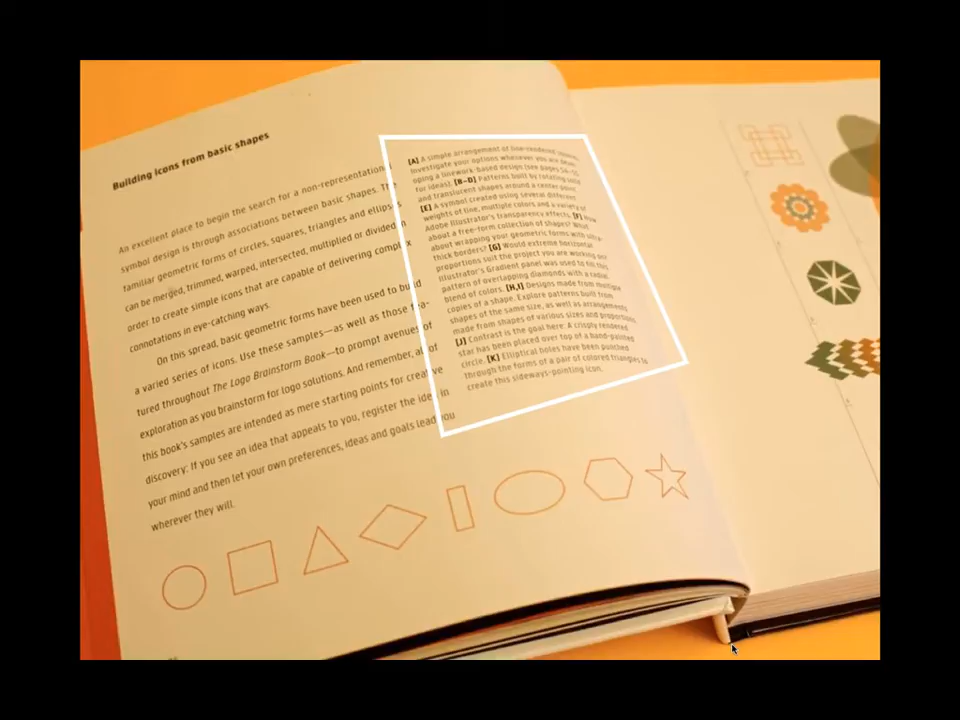 Building icons from basic shapes
An excellent place to begin the search for a non-representational
symbol design is through associations between basic shapes. The
familiar geometric forms of circles, squares, triangles and ellipses
can be merged, trimmed, warped, intersected, multiplied or divided in
order to create simple icons that are capable of delivering complex
connotations in eye-catching ways.
On this spread, basic geometric forms have been used to build
a varied series of icons. Use these samples—as well as those fea-
tured throughout The Logo Brainstorm Book—to prompt avenues of
exploration as you brainstorm for logo solutions. And remember, all of
this book's samples are intended as mere starting points for creative
discovery: If you see an idea that appeals to you, register the idea in
your mind and then let your own preferences, ideas and goals lead you
wherever they will.
[A] A simple arrangement of line-rendered
Investigate your options whenever you are devel-
oping a linework-based design (see pages
for ideas). [B–D] Patterns built by rotating solid
and translucent shapes around a center point.
[E] A symbol created using several different
weights of line, multiple colors and a variety of
Adobe Illustrator's transparency effects. [F] How
about a free-form collection of shapes? What
about wrapping your geometric forms with ultra-
thick borders? [G] Would extreme horizontal
proportions suit the project you are working on?
Illustrator's Gradient panel was used to fill this
pattern of overlapping diamonds with a radial
blend of colors. [H,I] Designs made from multiple
copies of a shape. Explore patterns built from
shapes of the same size, as well as arrangements
made from shapes of various sizes and proportions.
[J] Contrast is the goal here: A crisply rendered
star has been placed over top of a hand-painted
circle. [K] Elliptical holes have been punched
through the forms of a pair of colored triangles to
create this sideways-pointing icon.